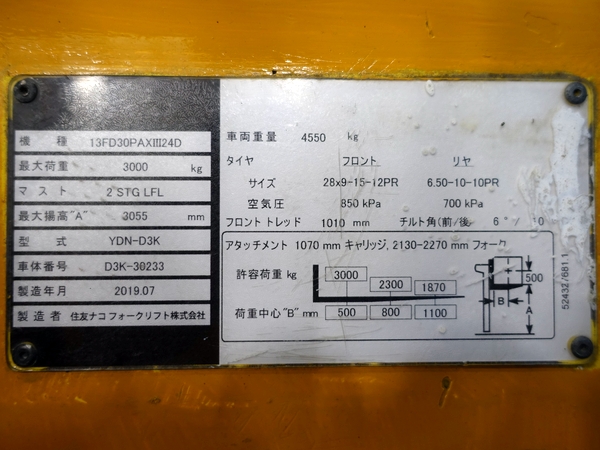 機 種 13FD30PAXIII24D
最大荷重 3000 kg
マスト 2 STG LFL
最大揚高"A" 3055 mm
型 式 YDN-D3K
車体番号 D3K-30233
製造年月 2019.07
製造者 住友ナコ フォークリフト株式会社
車両重量 4550 kg
タイヤ フロント リヤ
サイズ 28x9-15-12PR 6.50-10-10PR
空気圧 850 kPa 700 kPa
フロント トレッド 1010 mm チルト角(前/後 6 °/ 10
アタッチメント 1070 mm キャリッジ, 2130-2270 mm フォーク
許容荷重 kg 3000 2300 1870
荷重中心"B" mm 500 800 1100
500
B
A